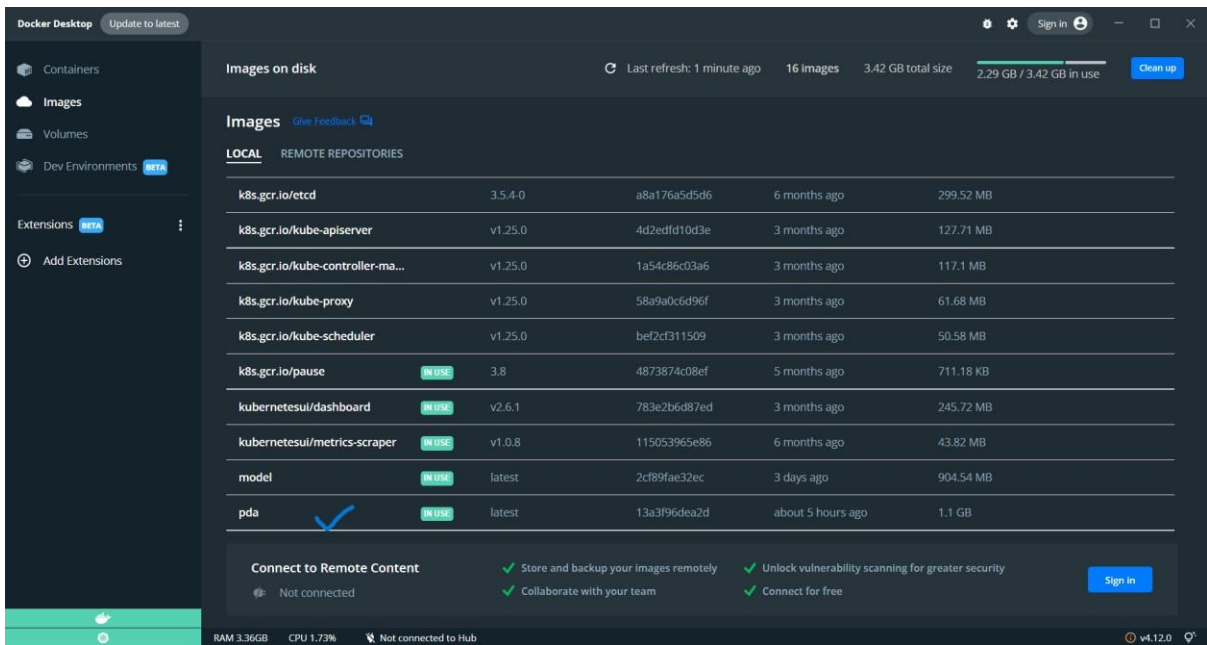 Docker Desktop Update to latest Sign in
Containers
Images
Volumes
Dev Environments BETA
Extensions BETA
Add Extensions
Images on disk Last refresh: 1 minute ago 16 images 3.42 GB total size 2.29 GB / 3.42 GB in use Clean up
Images Give Feedback
LOCAL REMOTE REPOSITORIES
k8s.gcr.io/etcd 3.5.4-0 a8a176a5d5d6 6 months ago 299.52 MB
k8s.gcr.io/kube-apiserver v1.25.0 4d2edfd10d3e 3 months ago 127.71 MB
k8s.gcr.io/kube-controller-ma... v1.25.0 1a54c86c03a6 3 months ago 117.1 MB
k8s.gcr.io/kube-proxy v1.25.0 58a9a0c6d96f 3 months ago 61.68 MB
k8s.gcr.io/kube-scheduler v1.25.0 bef2cf311509 3 months ago 50.58 MB
k8s.gcr.io/pause IN USE 3.8 4873874c08ef 5 months ago 711.18 KB
kubernetesui/dashboard IN USE v2.6.1 783e2b6d87ed 3 months ago 245.72 MB
kubernetesui/metrics-scraper IN USE v1.0.8 115053965e86 6 months ago 43.82 MB
model IN USE latest 2cf89fae32ec 3 days ago 904.54 MB
pda IN USE latest 13a3f96dea2d about 5 hours ago 1.1 GB
Connect to Remote Content
Not connected
Store and backup your images remotely
Collaborate with your team
Unlock vulnerability scanning for greater security
Connect for free
Sign in
RAM 3.36GB CPU 1.73% Not connected to Hub v4.12.0